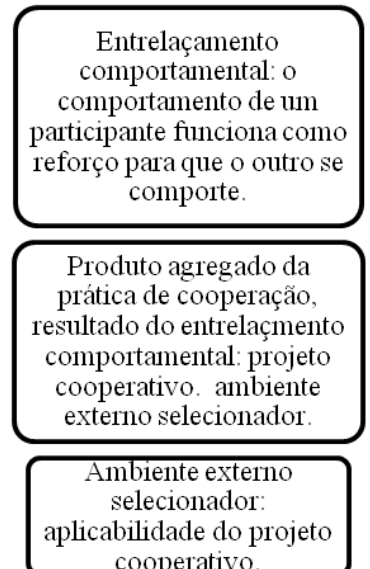 Entrelaçamento
comportamental: o
comportamento de um
participante funciona como
reforço para que o outro se
comporte.
Produto agregado da
prática de cooperação,
resultado do entrelaçmento
comportamental: projeto
cooperativo.  ambiente
externo selecionador.
Ambiente externo
selecionador:
aplicabilidade do projeto
cooperativo.